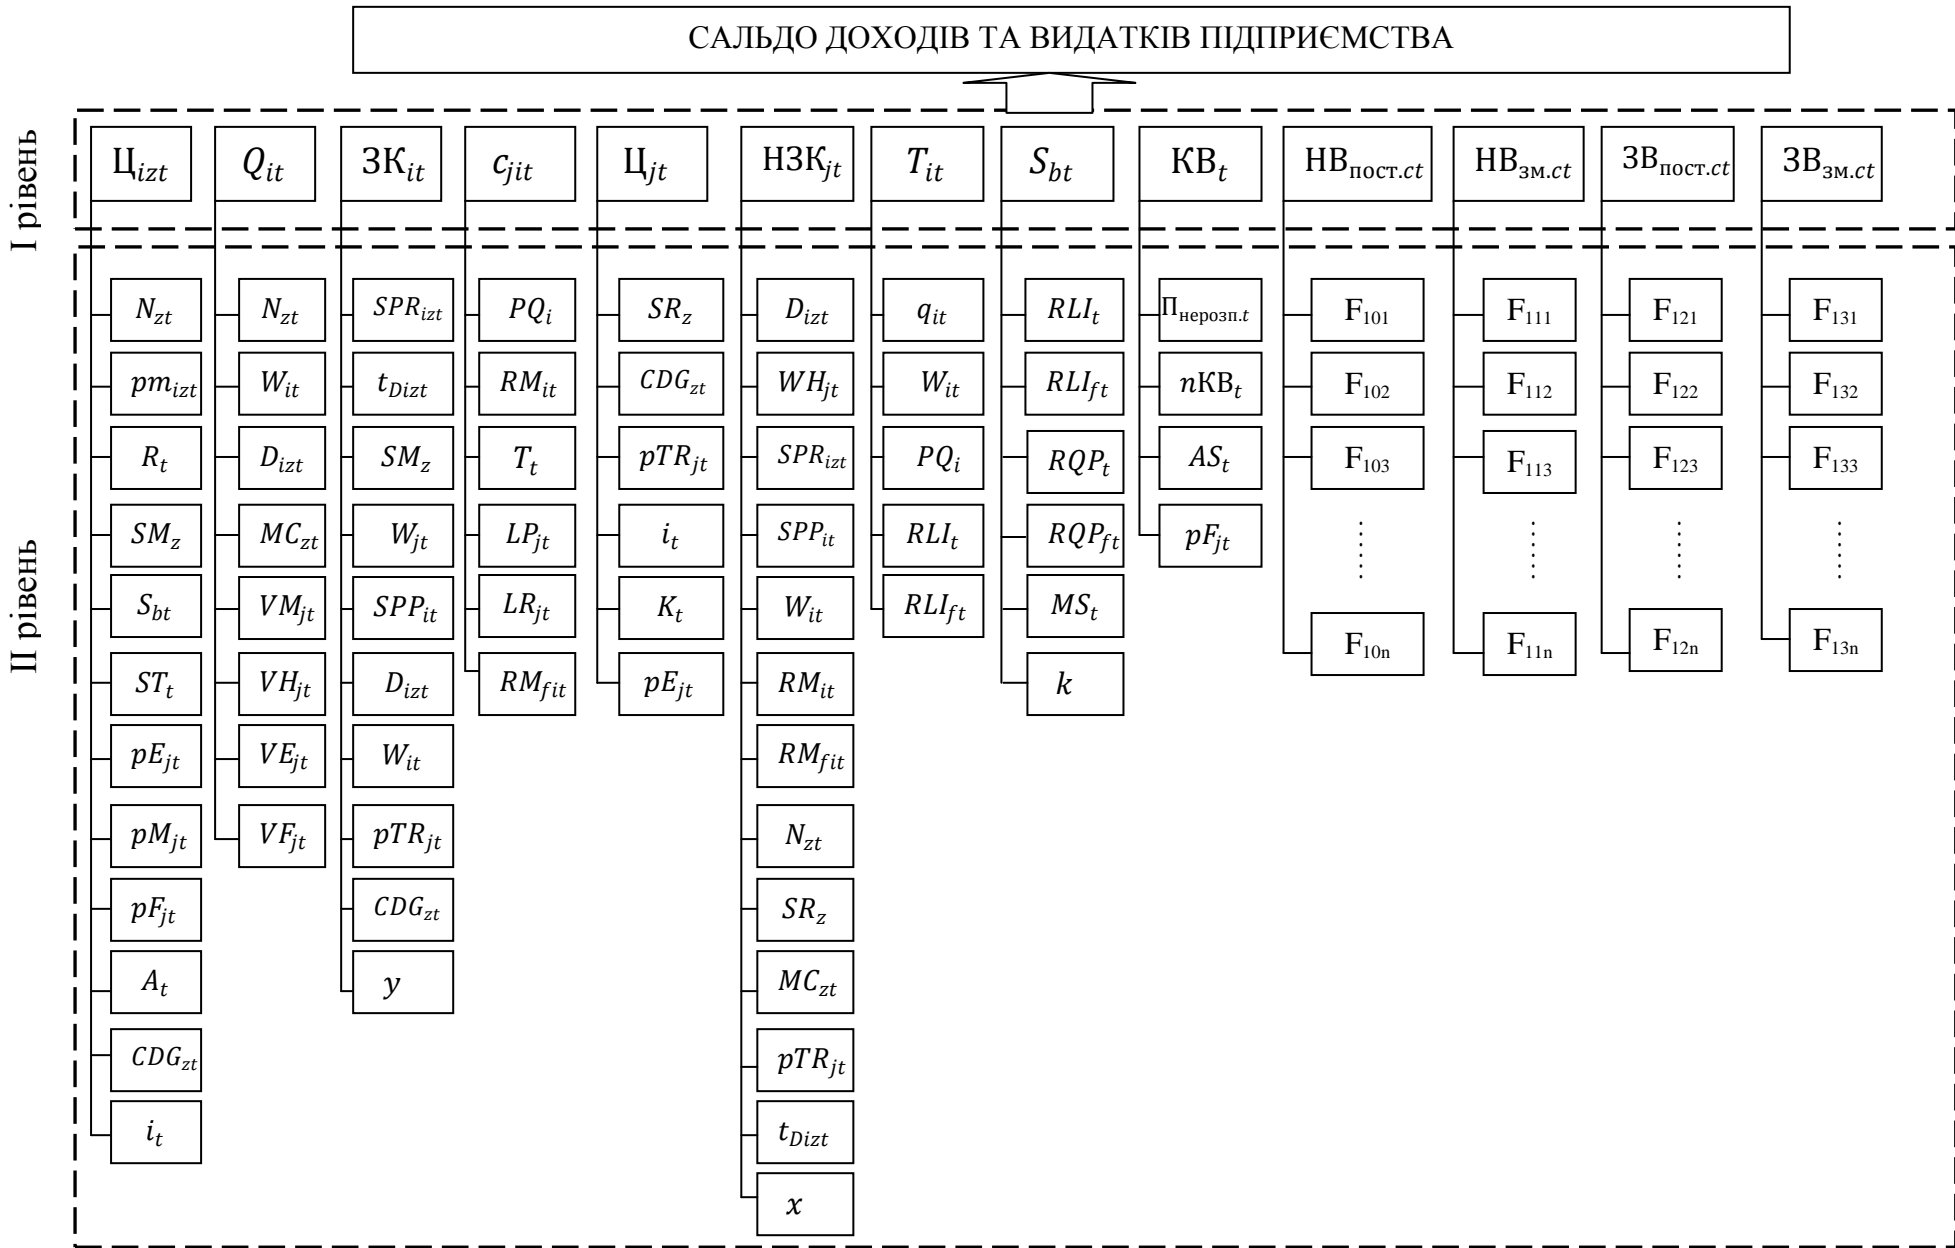 САЛЬДО ДОХОДІВ ТА ВИДАТКІВ ПІДПРИЄМСТВА
І рівень
Ц_izt Q_it ЗК_it c_jit Ц_jt НЗК_jt T_it S_bt КВ_t НВ_пост.ct НВ_зм.ct ЗВ_пост.ct ЗВ_зм.ct
ІІ рівень
N_zt N_zt SPR_izt PQ_i SR_z D_izt q_it RLI_t П_нерозп.t F_101 F_111 F_121 F_131
pm_izt W_it t_Dizt RM_it CDG_zt WH_jt W_it RLI_ft nКВ_t F_102 F_112 F_122 F_132
R_t D_izt SM_z T_t pTR_jt SPR_izt PQ_i RQP_t AS_t F_103 F_113 F_123 F_133
SM_z MC_zt W_jt LP_jt i_t SPP_it RLI_t RQP_ft pF_jt
S_bt VM_jt SPP_it LR_jt K_t W_it RLI_ft MS_t F_10n F_11n F_12n F_13n
ST_t VH_jt D_izt RM_fit pE_jt RM_it k
pE_jt VE_jt W_it RM_fit
pM_jt VF_jt pTR_jt N_zt
pF_jt CDG_zt SR_z
A_t y MC_zt
CDG_zt pTR_jt
i_t t_Dizt
x